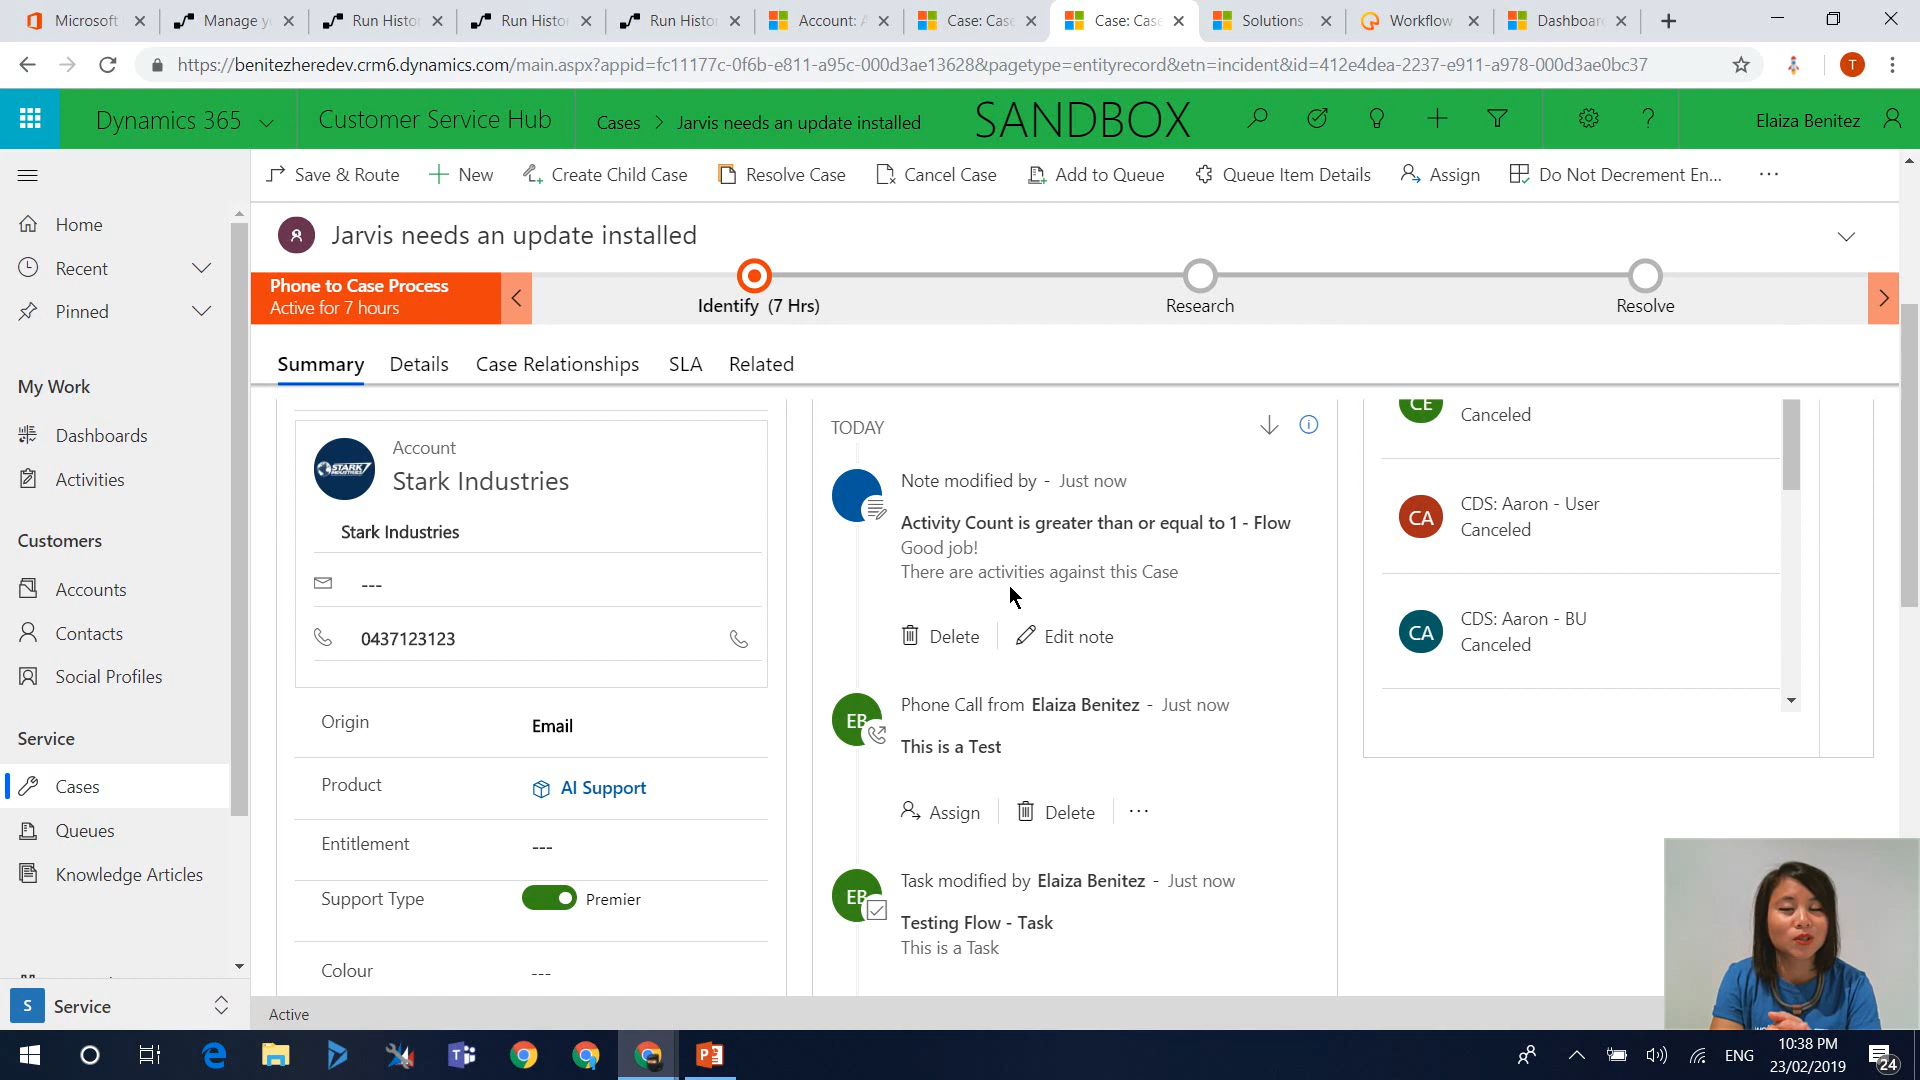 Microsoft
Manage y
Run Histo
Run Histo
Run Histo
Account: A
Case: Case
Case: Case
Solutions
Workflow
Dashboar
https://benitezheredev.crm6.dynamics.com/main.aspx?appid=fc11177c-0f6b-e811-a95c-000d3ae13628&pagetype=entityrecord&etn=incident&id=412e4dea-2237-e911-a978-000d3ae0bc37
T
Dynamics 365
Customer Service Hub
Cases > Jarvis needs an update installed
SANDBOX
Elaiza Benitez
Save & Route
New
Create Child Case
Resolve Case
Cancel Case
Add to Queue
Queue Item Details
Assign
Do Not Decrement En...
Home
Recent
Pinned
My Work
Dashboards
Activities
Customers
Accounts
Contacts
Social Profiles
Service
Cases
Queues
Knowledge Articles
S Service
Jarvis needs an update installed
Phone to Case Process
Active for 7 hours
Identify (7 Hrs)
Research
Resolve
Summary
Details
Case Relationships
SLA
Related
Account
Stark Industries
STARK
Stark Industries
---
0437123123
Origin
Email
Product
AI Support
Entitlement
---
Support Type
Premier
Colour
---
TODAY
Note modified by - Just now
Activity Count is greater than or equal to 1 - Flow
Good job!
There are activities against this Case
Delete
Edit note
EB
Phone Call from Elaiza Benitez - Just now
This is a Test
Assign
Delete
EB
Task modified by Elaiza Benitez - Just now
Testing Flow - Task
This is a Task
CE
Canceled
CA
CDS: Aaron - User
Canceled
CA
CDS: Aaron - BU
Canceled
Active
ENG
10:38 PM
23/02/2019
24